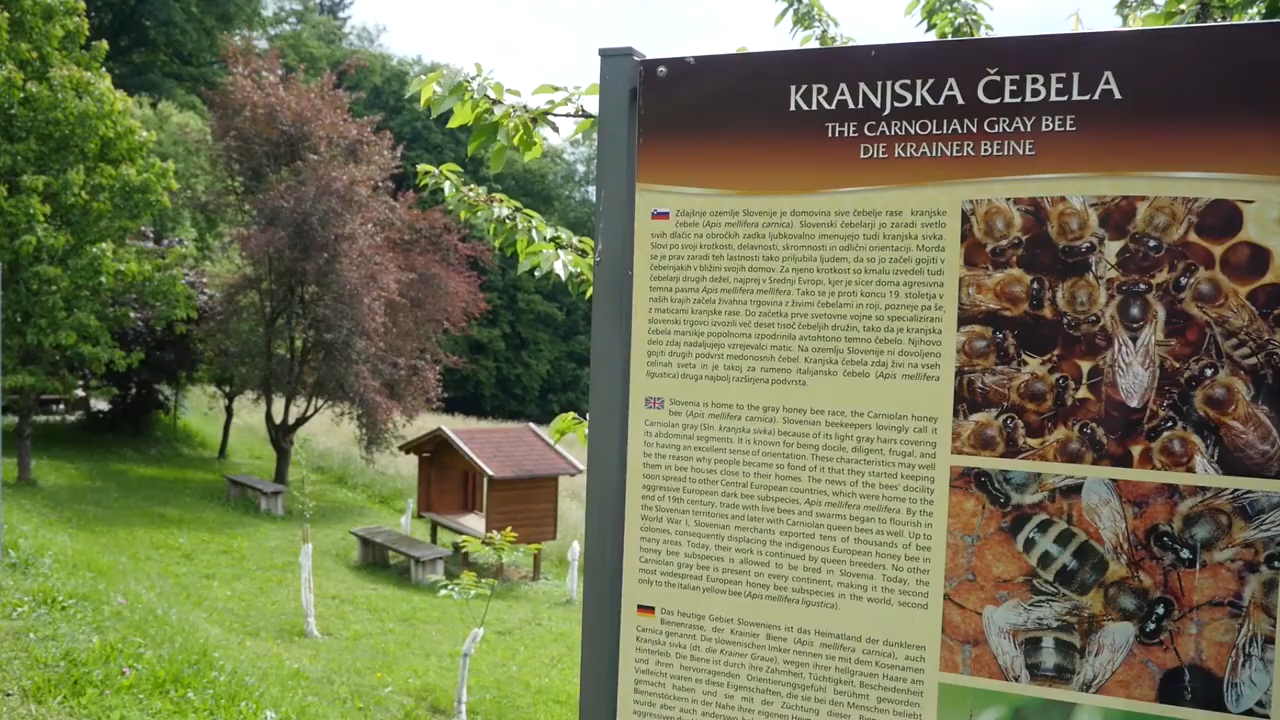 KRANJSKA ČEBELA
THE CARNOLIAN GRAY BEE
DIE KRAINER BEINE
Zdajšnje ozemlje Slovenije je domovina sive čebelje rase kranjske
čebele (Apis mellifera carnica). Slovenski čebelarji jo zaradi svetlo
sivih dlačic na obročkih zadka ljubkovalno imenujejo tudi kranjska sivka.
Slovi po svoji krotkosti, delavnosti, skromnosti in odlični orientaciji. Morda
se je prav zaradi teh lastnosti tako priljubila ljudem, da so jo začeli gojiti v
čebelnjakih v bližini svojih domov. Za njeno krotkost so kmalu izvedeli tudi
čebelarji drugih dežel, najprej v Srednji Evropi, kjer je sicer doma agresivna
temna pasma Apis mellifera mellifera. Tako se je proti koncu 19. stoletja v
naših krajih začela živahna trgovina z živimi čebelami in roji, pozneje pa še,
z maticami kranjske rase. Do začetka prve svetovne vojne so specializirani
slovenski trgovci izvozili več deset tisoč čebeljih družin, tako da je kranjska
čebela marsikje popolnoma izpodrinila avtohtono temno čebelo. Njihovo
delo zdaj nadaljujejo vzrejevalci matic. Na ozemlju Slovenije ni dovoljeno
gojiti drugih podvrst medonosnih čebel. Kranjska čebela zdaj živi na vseh
celinah sveta in je takoj za rumeno italijansko čebelo (Apis mellifera
ligustica) druga najbolj razširjena podvrsta.
Slovenia is home to the gray honey bee race, the Carniolan honey
bee (Apis mellifera carnica). Slovenian beekeepers lovingly call it
Carniolan gray (Sln. kranjska sivka) because of its light gray hairs covering
its abdominal segments. It is known for being docile, diligent, frugal, and
for having an excellent sense of orientation. These characteristics may well
be the reason why people became so fond of it that they started keeping
them in bee houses close to their homes. The news of the bees' docility
soon spread to other Central European countries, which were home to the
aggressive European dark bee subspecies, Apis mellifera mellifera. By the
end of 19th century, trade with live bees and swarms began to flourish in
the Slovenian territories and later with Carniolan queen bees as well. Up to
World War I, Slovenian merchants exported tens of thousands of bee
colonies, consequently displacing the indigenous European honey bee in
many areas. Today, their work is continued by queen breeders. No other
honey bee subspecies is allowed to be bred in Slovenia. Today, the
Carniolan gray bee is present on every continent, making it the second
most widespread European honey bee subspecies in the world, second
only to the Italian yellow bee (Apis mellifera ligustica).
Das heutige Gebiet Sloweniens ist das Heimatland der dunkleren
Bienenrasse, der Krainer Biene (Apis mellifera carnica), auch
Carnica genannt. Die slowenischen Imker nennen sie mit dem Kosenamen
Kranjska sivka (dt. die Krainer Graue), wegen ihrer hellgrauen Haare am
Hinterleib. Die Biene ist durch ihre Zahmheit, Tüchtigkeit, Bescheidenheit
und ihren hervorragenden Orientierungsgefühl berühmt geworden.
Vielleicht waren es diese Eigenschaften, die sie bei den Menschen beliebt
gemacht haben und sie mit der Züchtung dieser
Bienenstöcken in der Nähe ihrer eigenen
wurde aber auch anderswo
aggressiven